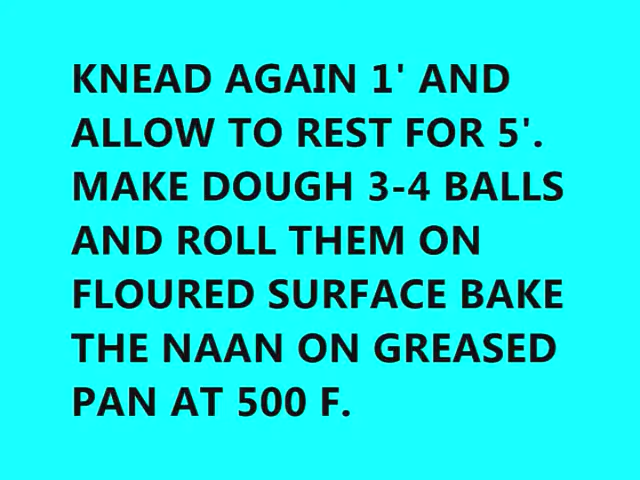 KNEAD AGAIN 1' AND
ALLOW TO REST FOR 5'.
MAKE DOUGH 3-4 BALLS
AND ROLL THEM ON
FLOURED SURFACE BAKE
THE NAAN ON GREASED
PAN AT 500 F.